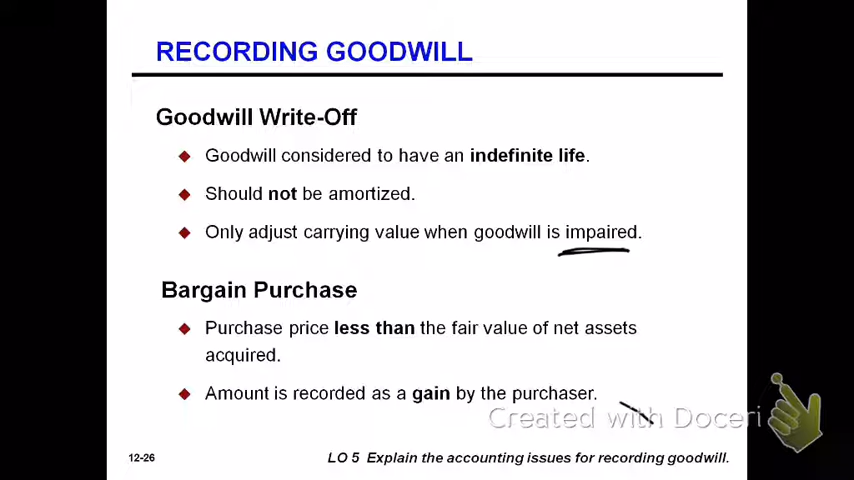 RECORDING GOODWILL
Goodwill Write-Off
Goodwill considered to have an indefinite life.
Should not be amortized.
Only adjust carrying value when goodwill is impaired.
Bargain Purchase
Purchase price less than the fair value of net assets
acquired.
Amount is recorded as a gain by the purchaser.
Created with Doceri
12-26
LO 5 Explain the accounting issues for recording goodwill.